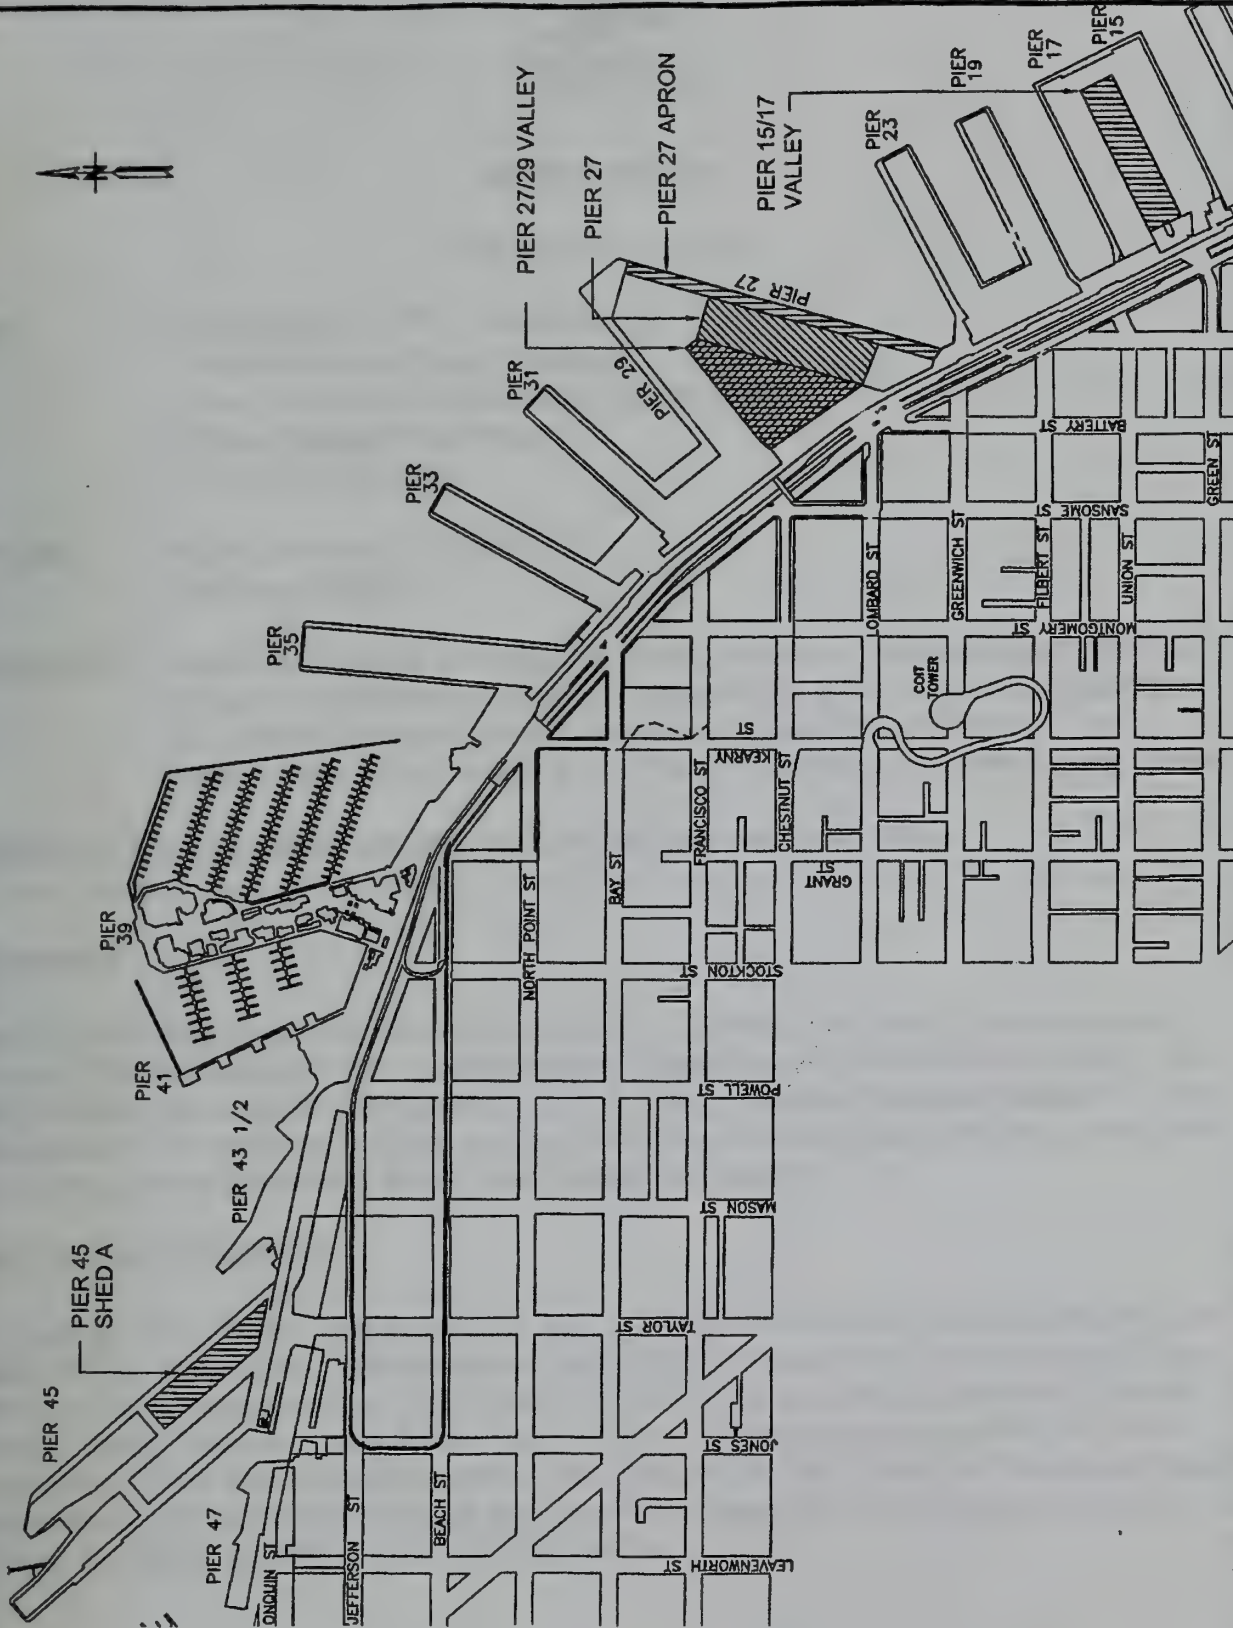 PIER 45
SHED A
PIER 45
PIER 47
PIER 43 1/2
PIER
41
PIER
39
PIER
35
PIER
33
PIER
31
PIER 29
PIER 27/29 VALLEY
PIER 27
PIER 27 APRON
PIER 27
PIER 15/17
VALLEY
PIER
23
PIER
19
PIER
17
PIER
15
N
ONQUIN ST
JEFFERSON ST
BEACH ST
NORTH POINT ST
BAY ST
FRANCISCO ST
CHESTNUT ST
LOMBARD ST
GREENWICH ST
FILBERT ST
UNION ST
GREEN ST
LEAVENWORTH ST
JONES ST
TAYLOR ST
MASON ST
POWELL ST
STOCKTON ST
GRANT
ST
KEARNY
ST
MONTGOMERY ST
SANSOME ST
BATTERY ST
COIT
TOWER